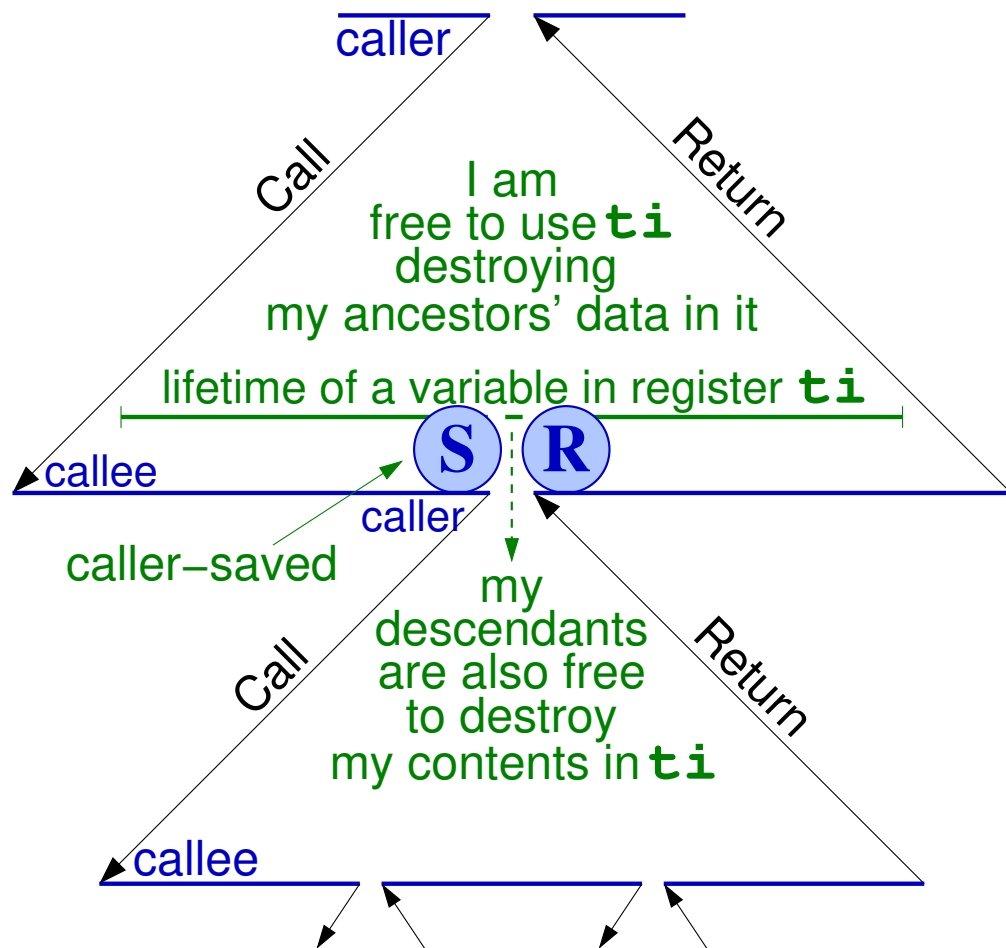 caller
Call
Return
I am
free to use ti
destroying
my ancestors’ data in it
lifetime of a variable in register ti
S R
callee
caller
caller–saved
Call
Return
my
descendants
are also free
to destroy
my contents in ti
callee